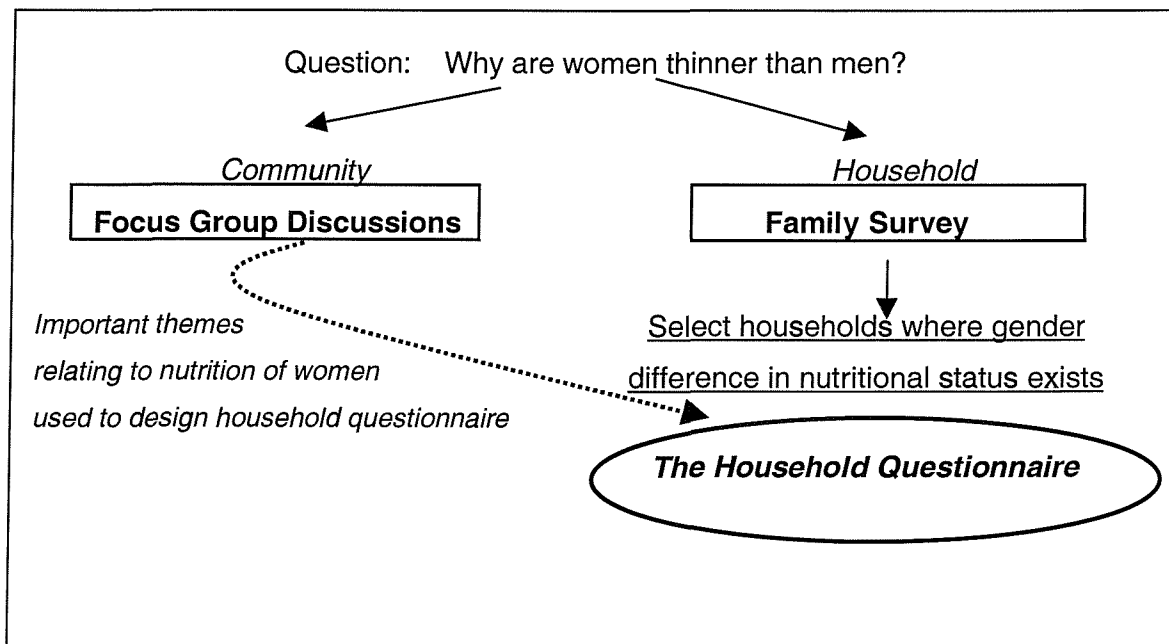 Question: Why are women thinner than men?
Community
Focus Group Discussions
Household
Family Survey
Important themes
relating to nutrition of women
used to design household questionnaire
Select households where gender
difference in nutritional status exists
The Household Questionnaire